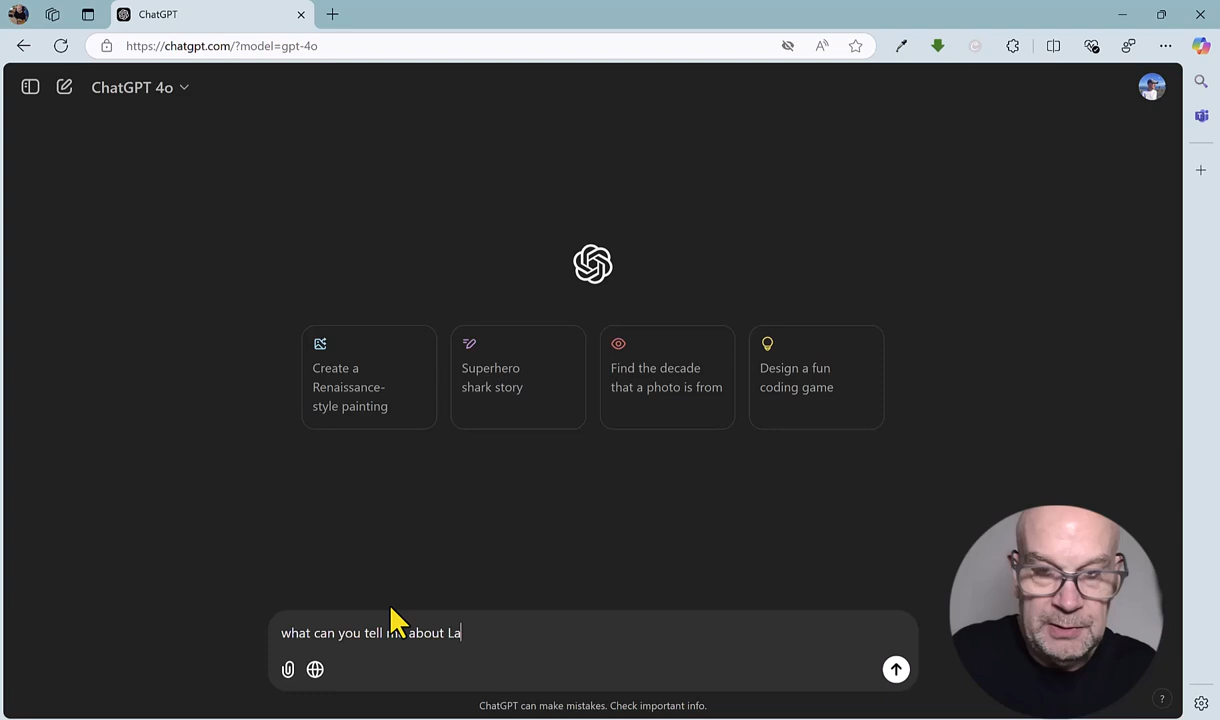 ChatGPT
https://chatgpt.com/?model=gpt-4o
ChatGPT 4o
Create a
Renaissance-
style painting
Superhero
shark story
Find the decade
that a photo is from
Design a fun
coding game
what can you tell me about La
ChatGPT can make mistakes. Check important info.
?